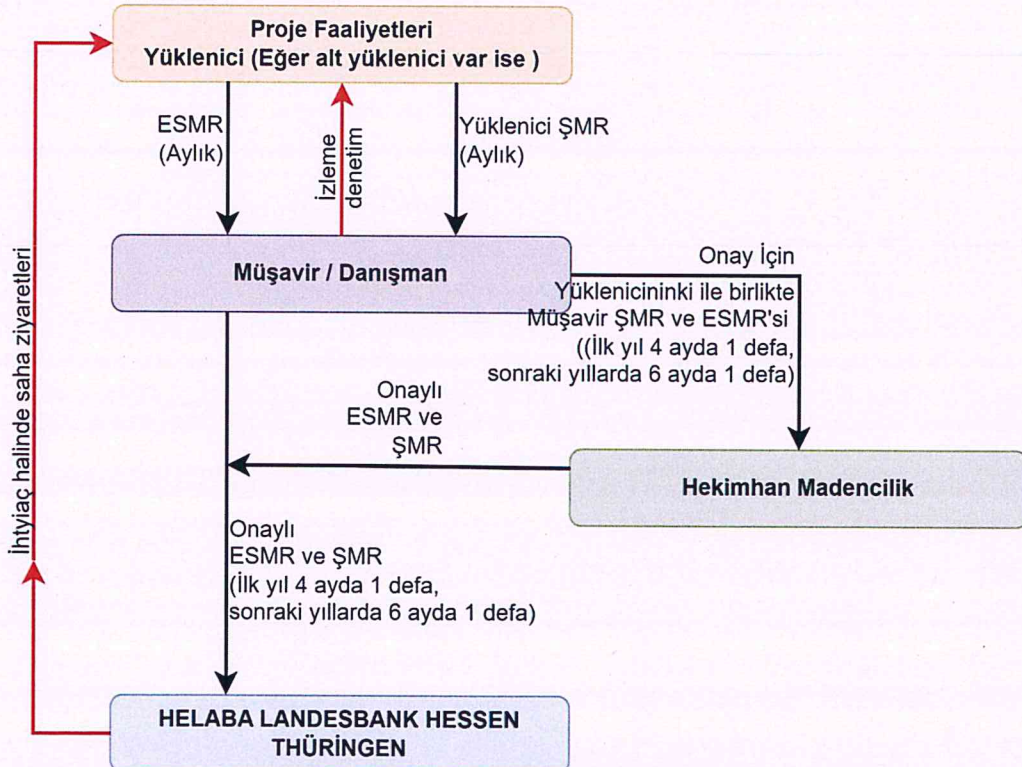 Proje Faaliyetleri
Yüklenici (Eğer alt yüklenici var ise )
ESMR
(Aylık)
İzleme
denetim
Yüklenici ŞMR
(Aylık)
Müşavir / Danışman
Onay İçin
Yüklenicininki ile birlikte
Müşavir ŞMR ve ESMR'si
((İlk yıl 4 ayda 1 defa,
sonraki yıllarda 6 ayda 1 defa)
Onaylı
ESMR ve
ŞMR
Hekimhan Madencilik
Onaylı
ESMR ve ŞMR
(İlk yıl 4 ayda 1 defa,
sonraki yıllarda 6 ayda 1 defa)
HELABA LANDESBANK HESSEN
THÜRİNGEN
İhtiyaç halinde saha ziyaretleri